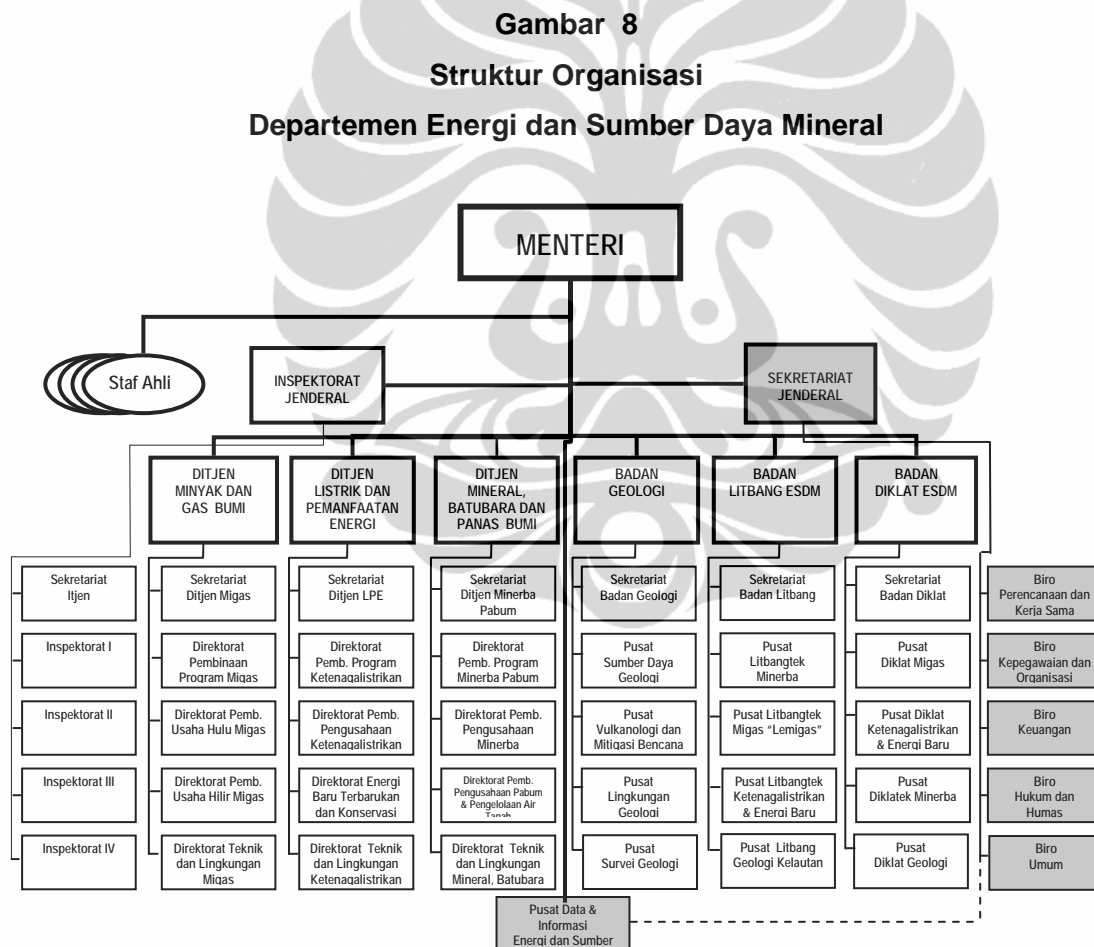 Gambar 8
Struktur Organisasi
Departemen Energi dan Sumber Daya Mineral
MENTERI
Staf Ahli
INSPEKTORAT
JENDERAL
SEKRETARIAT
JENDERAL
DITJEN
MINYAK DAN
GAS BUMI
DITJEN
LISTRIK DAN
PEMANFAATAN
ENERGI
DITJEN
MINERAL,
BATUBARA DAN
PANAS BUMI
BADAN
GEOLOGI
BADAN
LITBANG ESDM
BADAN
DIKLAT ESDM
Sekretariat
Itjen
Sekretariat
Ditjen Migas
Sekretariat
Ditjen LPE
Sekretariat
Ditjen Minerba
Pabum
Sekretariat
Badan Geologi
Sekretariat
Badan Litbang
Sekretariat
Badan Diklat
Biro
Perencanaan dan
Kerja Sama
Inspektorat I
Direktorat
Pembinaan
Program Migas
Direktorat
Pemb. Program
Ketenagalistrikan
Direktorat
Pemb. Program
Minerba Pabum
Pusat
Sumber Daya
Geologi
Pusat
Litbangtek
Minerba
Pusat
Diklat Migas
Biro
Kepegawaian dan
Organisasi
Inspektorat II
Direktorat Pemb.
Usaha Hulu Migas
Direktorat Pemb.
Pengusahaan
Ketenagalistrikan
Direktorat Pemb.
Pengusahaan
Minerba
Pusat
Vulkanologi dan
Mitigasi Bencana
Pusat Litbangtek
Migas "Lemigas"
Pusat Diklat
Ketenagalistrikan
& Energi Baru
Biro
Keuangan
Inspektorat III
Direktorat Pemb.
Usaha Hilir Migas
Direktorat Energi
Baru Terbarukan
dan Konservasi
Direktorat Pemb.
Pengusahaan Pabum
& Pengelolaan Air
Tanah
Pusat
Lingkungan
Geologi
Pusat Litbangtek
Ketenagalistrikan
& Energi Baru
Pusat
Diklatek Minerba
Biro
Hukum dan
Humas
Inspektorat IV
Direktorat Teknik
dan Lingkungan
Migas
Direktorat Teknik
dan Lingkungan
Ketenagalistrikan
Direktorat Teknik
dan Lingkungan
Mineral, Batubara
Pusat
Survei Geologi
Pusat Litbang
Geologi Kelautan
Pusat
Diklat Geologi
Biro
Umum
Pusat Data &
Informasi
Energi dan Sumber